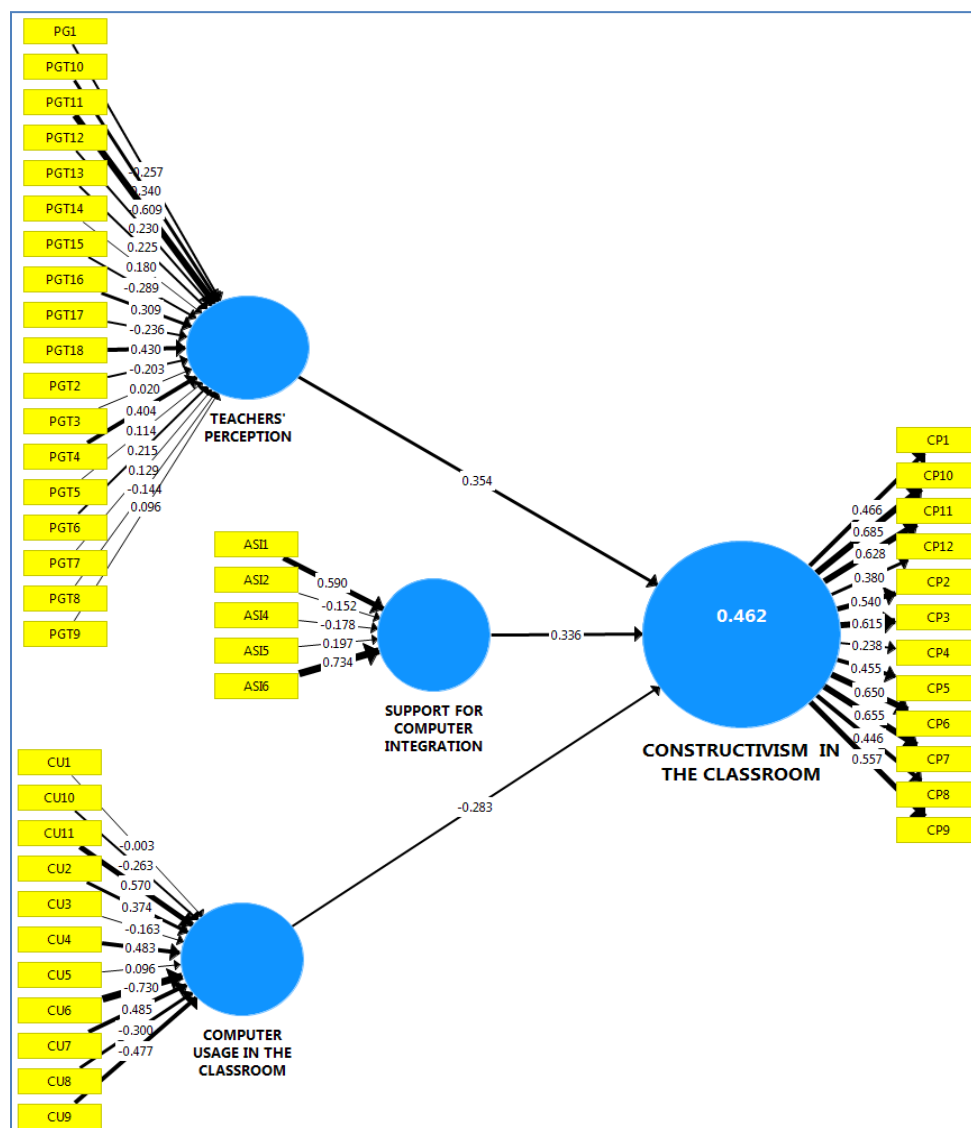 PG1
PGT10
PGT11
PGT12
PGT13
PGT14
PGT15
PGT16
PGT17
PGT18
PGT2
PGT3
PGT4
PGT5
PGT6
PGT7
PGT8
PGT9
-0.257
0.340
-0.609
0.230
0.225
0.180
-0.289
0.309
-0.236
0.430
-0.203
0.020
0.404
0.114
0.215
0.129
-0.144
0.096
TEACHERS'
PERCEPTION
0.354
ASI1
ASI2
ASI4
ASI5
ASI6
0.590
-0.152
-0.178
0.197
0.734
SUPPORT FOR
COMPUTER
INTEGRATION
0.336
CU1
CU10
CU11
CU2
CU3
CU4
CU5
CU6
CU7
CU8
CU9
-0.003
-0.263
0.570
0.374
-0.163
0.483
0.096
-0.730
0.485
-0.300
-0.477
COMPUTER
USAGE IN THE
CLASSROOM
-0.283
0.462
CONSTRUCTIVISM IN
THE CLASSROOM
0.466
0.685
0.628
0.380
0.540
0.615
0.238
0.455
0.650
0.655
0.446
0.557
CP1
CP10
CP11
CP12
CP2
CP3
CP4
CP5
CP6
CP7
CP8
CP9